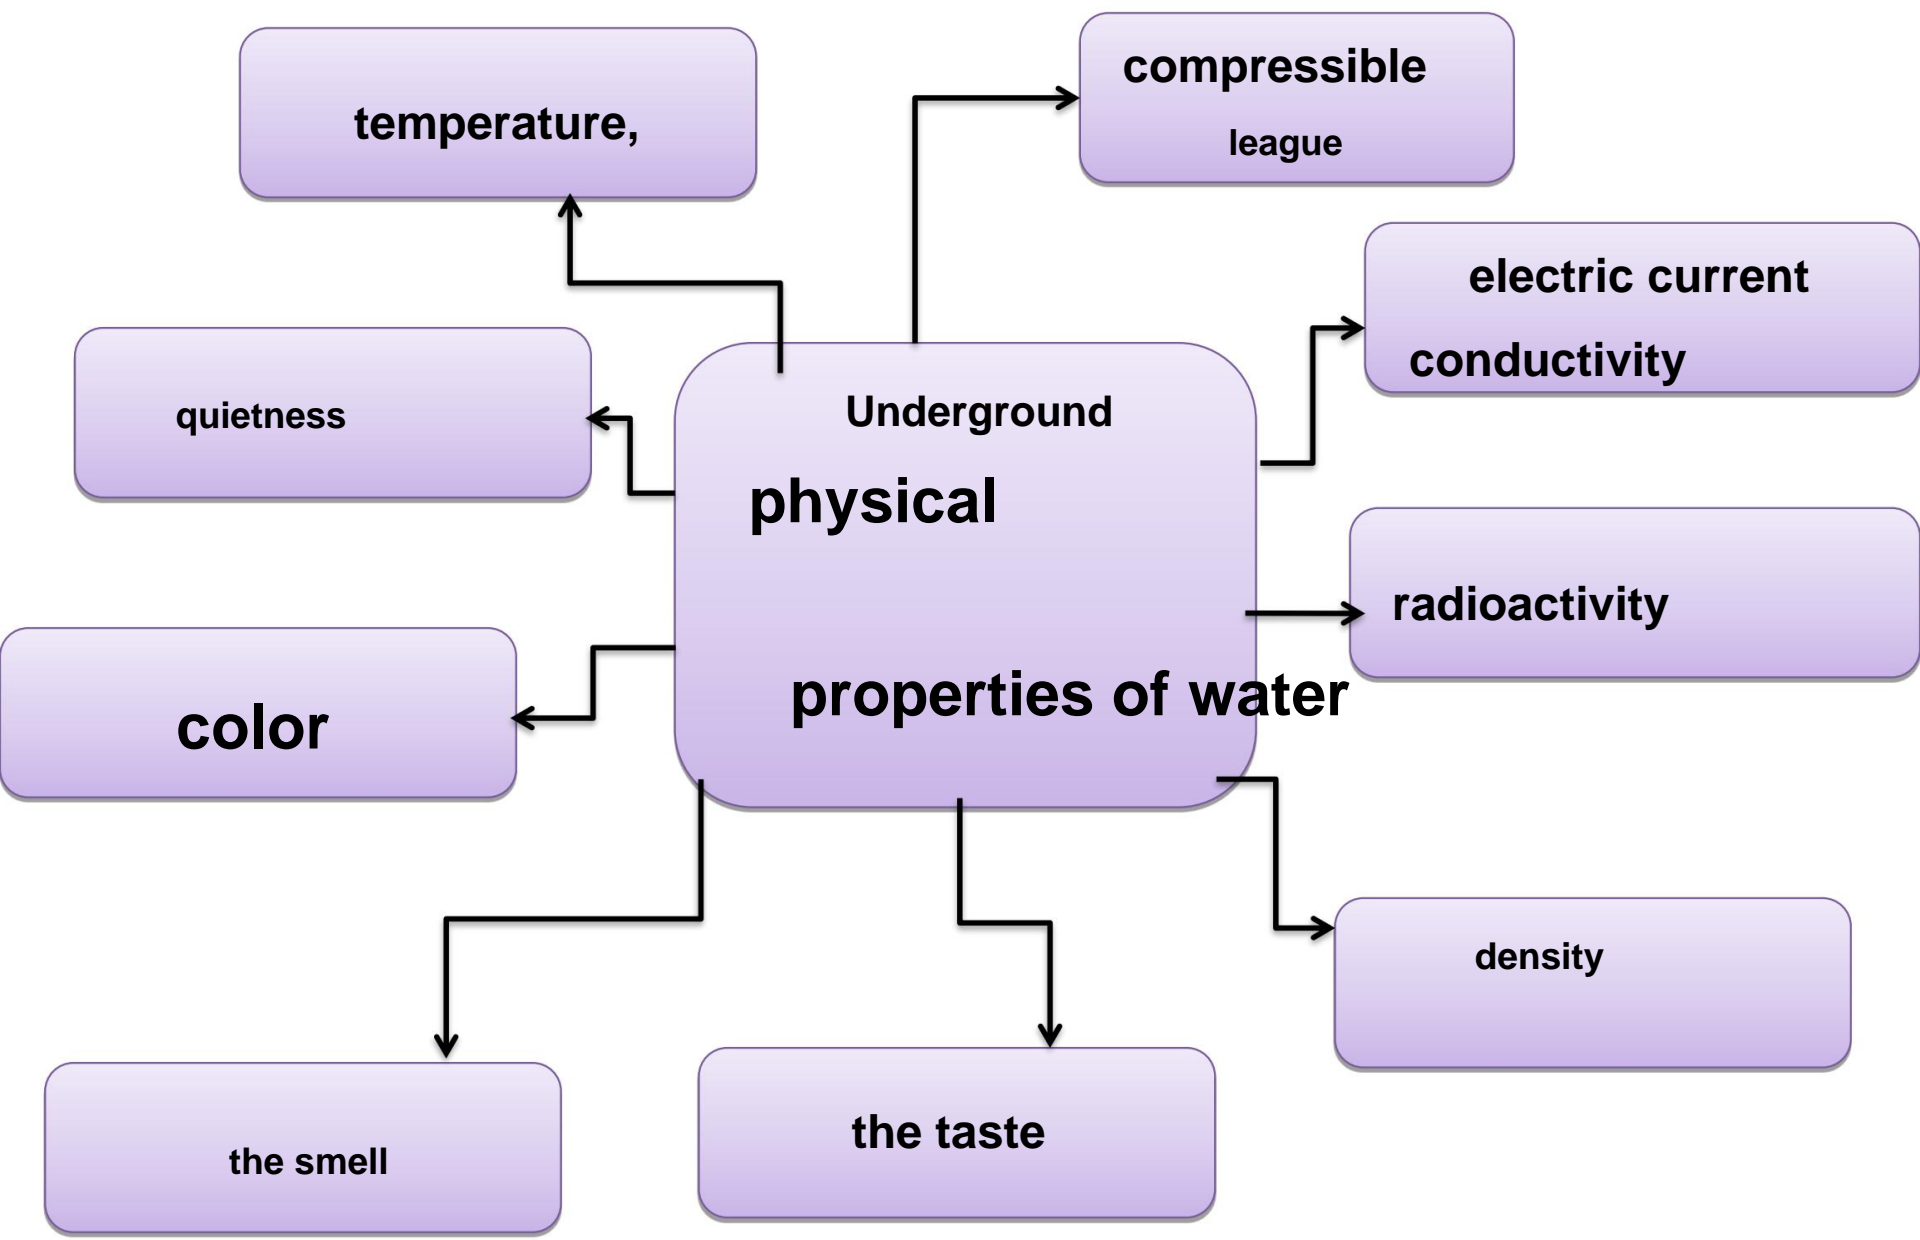 temperature,
compressible
league
electric current
conductivity
quietness
Underground
physical
properties of water
radioactivity
color
density
the smell
the taste